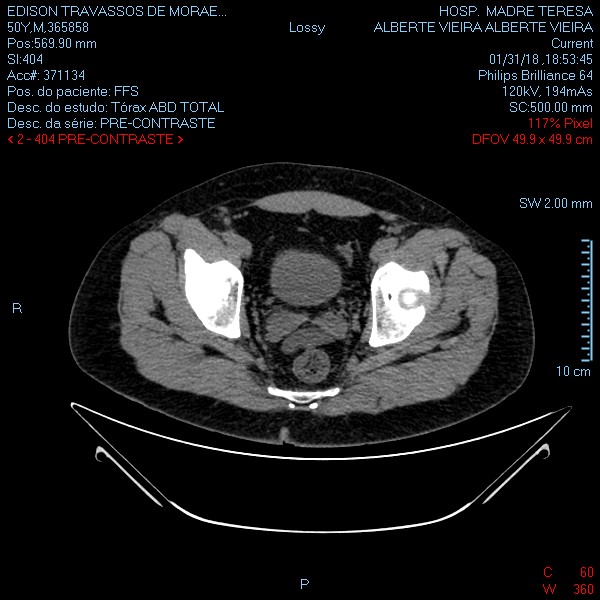 EDISON TRAVASSOS DE MORAE...
50Y,M,365858
Pos:569.90 mm
SI:404
Acc#: 371134
Pos. do paciente: FFS
Desc. do estudo: Tórax ABD TOTAL
Desc. da série: PRE-CONTRASTE
< 2 - 404 PRE-CONTRASTE >
Lossy
HOSP. MADRE TERESA
ALBERTE VIEIRA ALBERTE VIEIRA
Current
01/31/18 ,18:53:45
Philips Brilliance 64
120kV, 194mAs
SC:500.00 mm
117% Pixel
DFOV 49.9 x 49.9 cm
SW 2.00 mm
R
10 cm
P
C 60
W 360